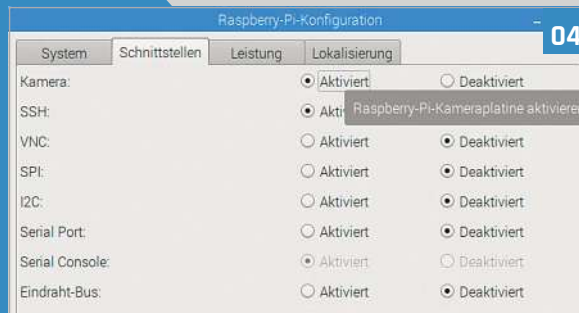 Raspberry-Pi-Konfiguration
04
System Schnittstellen Leistung Lokalisierung
Kamera: Aktiviert Deaktiviert
SSH: Raspberry-Pi-Kameraplatine
VNC: Aktiviert Deaktiviert
SPI: Aktiviert Deaktiviert
I2C: Aktiviert Deaktiviert
Serial Port: Aktiviert Deaktiviert
Serial Console: Aktiviert Deaktiviert
Eindraht-Bus: Aktiviert Deaktiviert